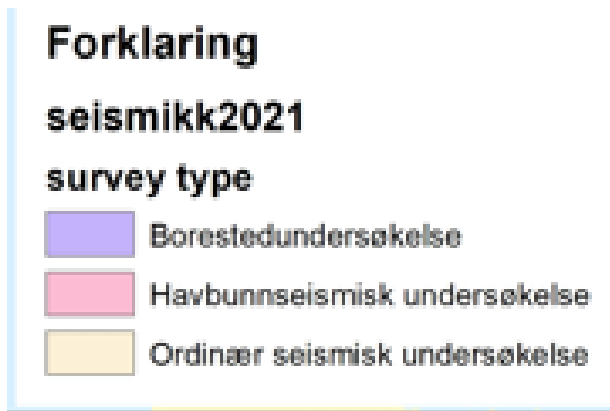 Forklaring
seismikk2021
survey type
Borestedundersøkelse
Havbunnseismisk undersøkelse
Ordinær seismisk undersøkelse